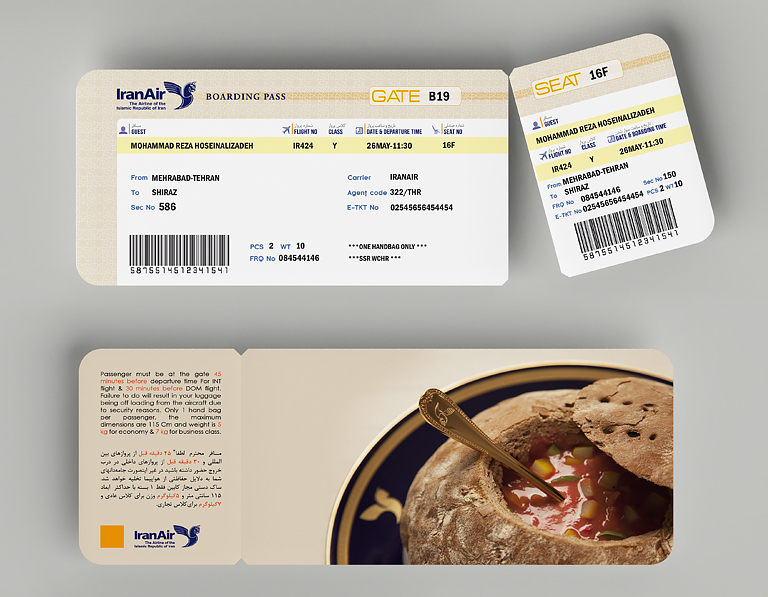 IranAir
The Airline of the
Islamic Republic of Iran
BOARDING PASS
GATE B19
مسافر
شماره پرواز
کلاس پرواز
تاریخ و ساعت پرواز
شماره صندلی
GUEST
FLIGHT NO
CLASS
DATE & DEPARTURE TIME
SEAT NO
MOHAMMAD REZA HOSEINALIZADEH
IR424
Y
26MAY-11:30
16F
From MEHRABAD-TEHRAN
To SHIRAZ
Sec No 586
Carrier IRANAIR
Agent code 322/THR
E-TKT No 02545656454454
5875514512341541
PCS 2 WT 10
FRQ No 084544146
***ONE HANDBAG ONLY ***
***SSR WCHR ***
SEAT 16F
مسافر
GUEST
MOHAMMAD REZA HOSEINALIZADEH
FLIGHT NO
CLASS
DATE & BOARDING TIME
IR424
Y
26MAY-11:30
From MEHRABAD-TEHRAN
To SHIRAZ
Sec No 150
FRQ No 084544146
PCS 2 WT 10
E-TKT No 02545656454454
5875514512341541
Passenger must be at the gate 45
minutes before departure time For INT
flight & 30 minutes before DOM flight.
Failure to do will result in your luggage
being off loading from the aircraft due
to security reasons. Only 1 hand bag
per passenger, the maximum
dimensions are 115 Cm and weight is 5
kg for economy & 7 kg for business class.
مسافر محترم لطفا" ۴۵ دقیقه قبل از پروازهای بین
المللی و ۳۰ دقیقه قبل از پروازهای داخلی در درب
خروج حضور داشته باشید در غیر اینصورت جامه‌دانهای
شما به دلایل حفاظتی از هواپیما تخلیه خواهد شد.
ساک دستی مجاز کابین فقط ۱ بسته با حداکثر ابعاد
۱۱۵ سانتی متر و ۵کیلوگرم وزن برای کلاس عادی و
۷کیلوگرم برای‌کلاس تجاری.
IranAir
The Airline of the
Islamic Republic of Iran